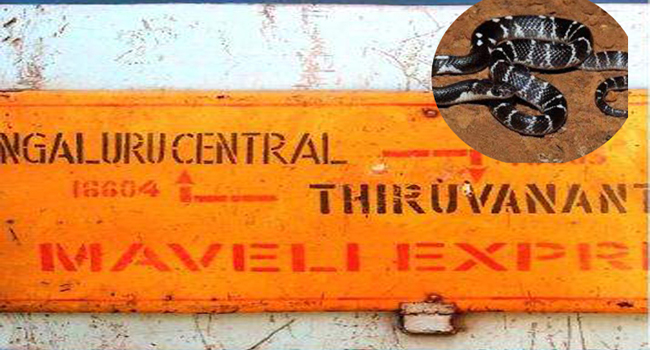 NGALURU CENTRAL
16604
THIRUVANANT
MAVELI EXPR